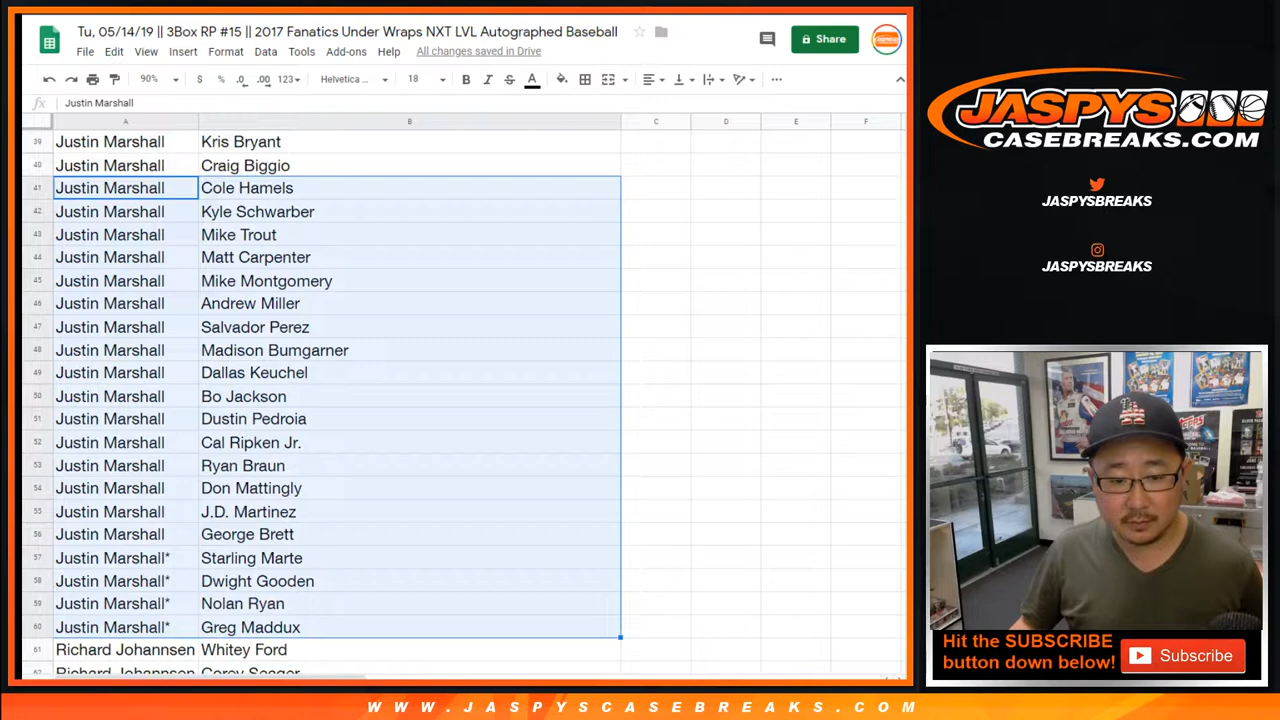 Tu, 05/14/19 || 3Box RP #15 || 2017 Fanatics Under Wraps NXT LVL Autographed Baseball
File Edit View Insert Format Data Tools Add-ons Help All changes saved in Drive
Share
90% $ % .0 .00 123 Helvetica ... 18 B I S A
fx Justin Marshall
A B C D E F
39 Justin Marshall Kris Bryant
40 Justin Marshall Craig Biggio
41 Justin Marshall Cole Hamels
42 Justin Marshall Kyle Schwarber
43 Justin Marshall Mike Trout
44 Justin Marshall Matt Carpenter
45 Justin Marshall Mike Montgomery
46 Justin Marshall Andrew Miller
47 Justin Marshall Salvador Perez
48 Justin Marshall Madison Bumgarner
49 Justin Marshall Dallas Keuchel
50 Justin Marshall Bo Jackson
51 Justin Marshall Dustin Pedroia
52 Justin Marshall Cal Ripken Jr.
53 Justin Marshall Ryan Braun
54 Justin Marshall Don Mattingly
55 Justin Marshall J.D. Martinez
56 Justin Marshall George Brett
57 Justin Marshall* Starling Marte
58 Justin Marshall* Dwight Gooden
59 Justin Marshall* Nolan Ryan
60 Justin Marshall* Greg Maddux
61 Richard Johannsen Whitey Ford
62 Richard Johannsen Corey Seager
JASPYS
CASEBREAKS.COM
JASPYSBREAKS
JASPYSBREAKS
Topps
Hit the SUBSCRIBE
button down below!
Subscribe
WWW.JASPYSCASEBREAKS.COM